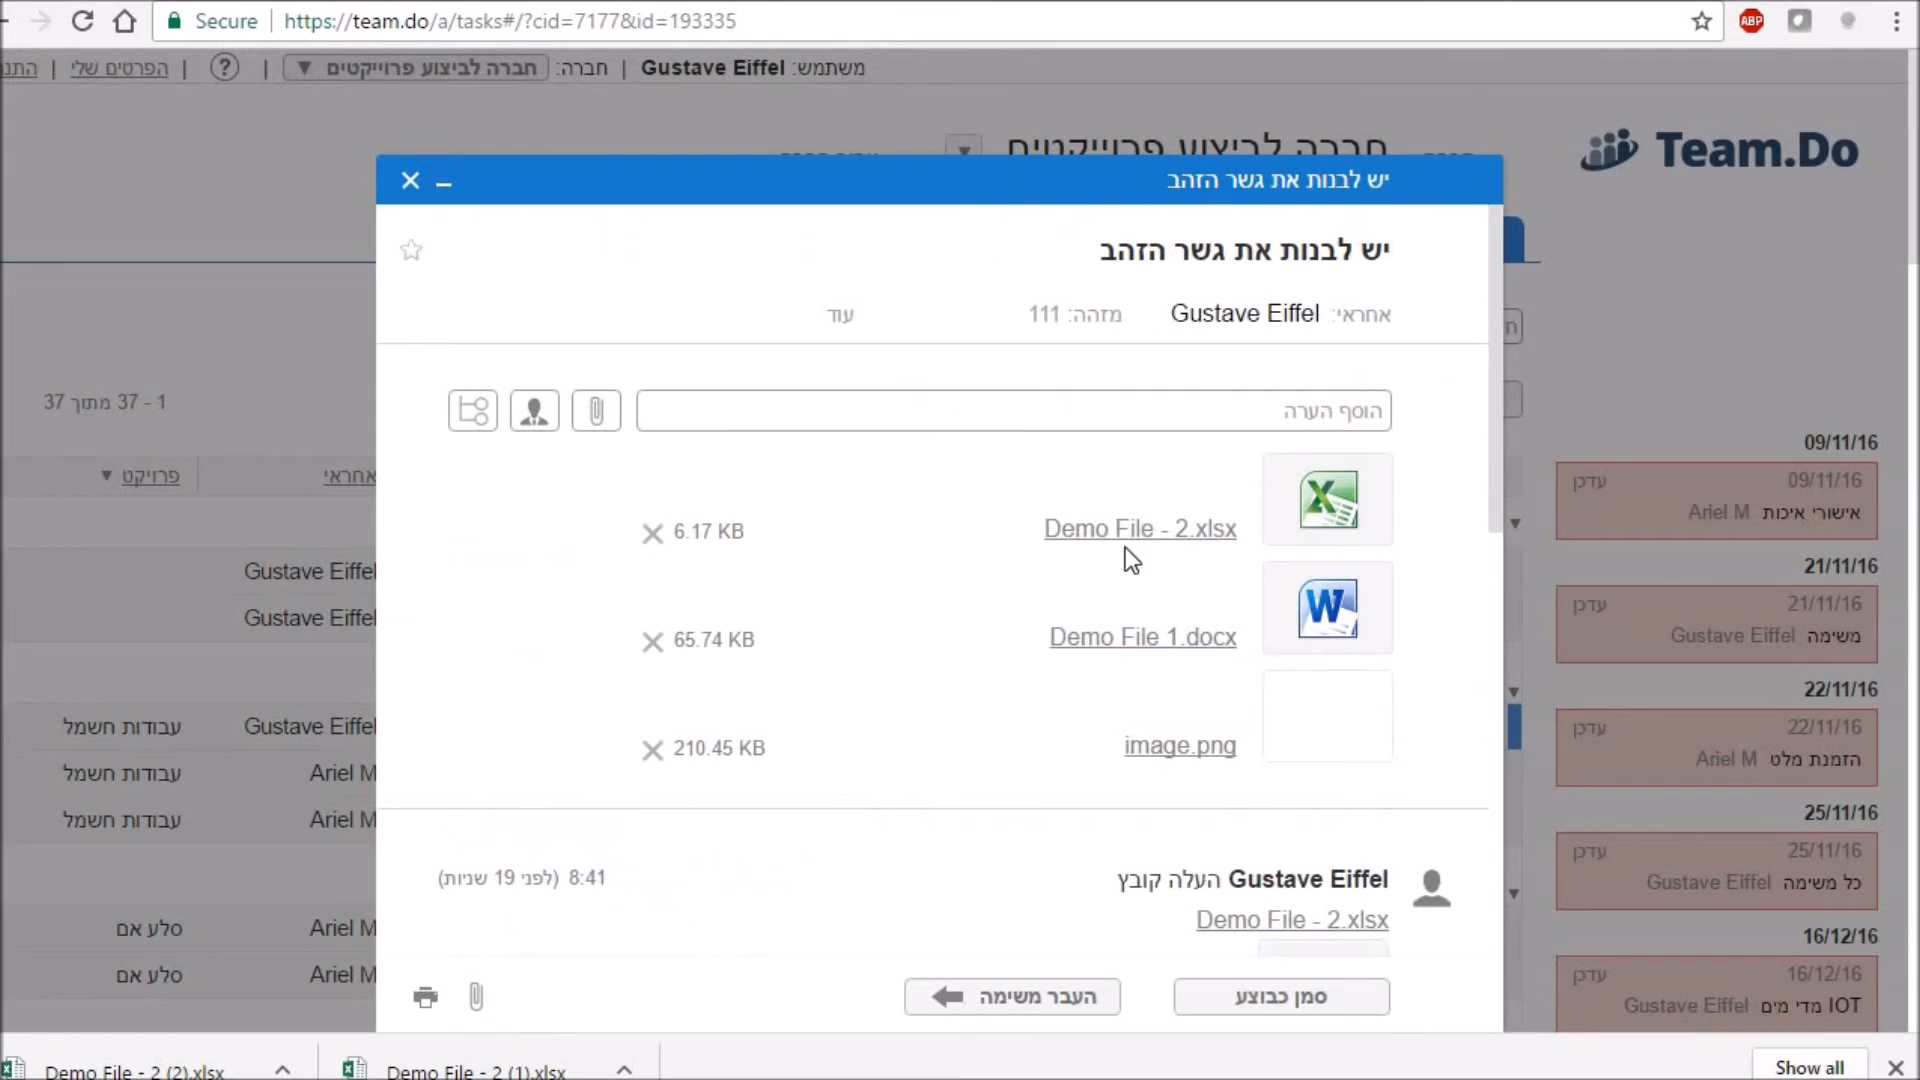 Secure
https://team.do/a/tasks#/?cid=7177&id=193335
ABP
משתמש: Gustave Eiffel | חברה: חברה לביצוע פרוייקטים ▼ | ? | הפרטים שלי |
חברה לביצוע פרוייקטים
Team.Do
יש לבנות את גשר הזהב
יש לבנות את גשר הזהב
אחראי: Gustave Eiffel מזהה: 111 עוד
הוסף הערה
Demo File - 2.xlsx 6.17 KB
Demo File 1.docx 65.74 KB
image.png 210.45 KB
Gustave Eiffel העלה קובץ 8:41 (לפני 19 שניות)
Demo File - 2.xlsx
סמן כבוצע
העבר משימה
1 - 37 מתוך 37
אחראי פרויקט ▼
Gustave Eiffel
Gustave Eiffel
Gustave Eiffel עבודות חשמל
Ariel M עבודות חשמל
Ariel M עבודות חשמל
Ariel M סלע אם
Ariel M סלע אם
09/11/16
09/11/16 עדכן
אישורי איכות Ariel M
21/11/16
21/11/16 עדכן
משימה Gustave Eiffel
22/11/16
22/11/16 עדכן
הזמנת מלט Ariel M
25/11/16
25/11/16 עדכן
כל משימה Gustave Eiffel
16/12/16
16/12/16 עדכן
IOT מדי מים Gustave Eiffel
Demo File - 2 (2).xlsx
Demo File - 2 (1).xlsx
Show all